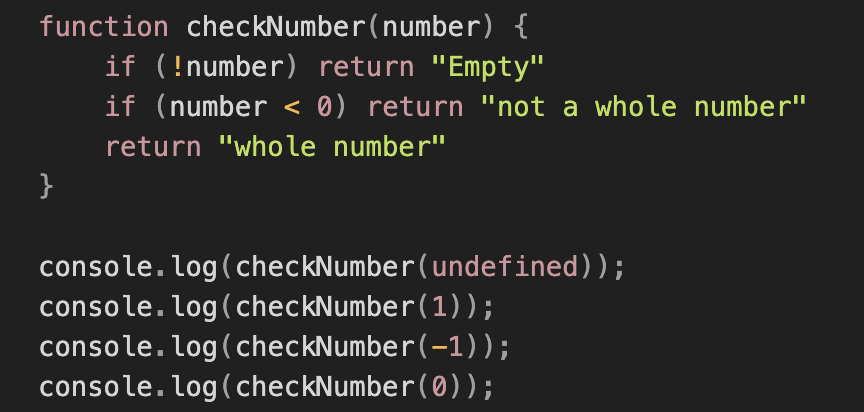 function checkNumber(number) {
    if (!number) return "Empty"
    if (number < 0) return "not a whole number"
    return "whole number"
}

console.log(checkNumber(undefined));
console.log(checkNumber(1));
console.log(checkNumber(-1));
console.log(checkNumber(0));